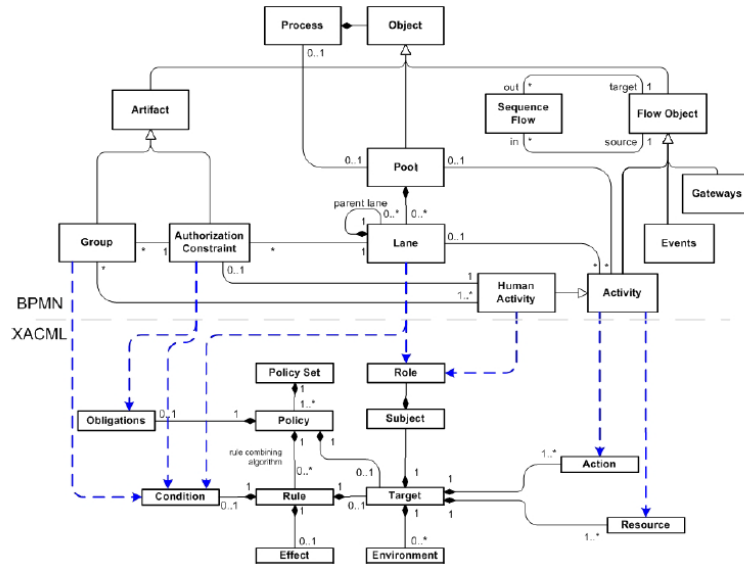 Process
Object
0..1
Artifact
out
*
target
1
Sequence Flow
Flow Object
in
*
source
1
0..1
Pool
0..1
Gateways
parent lane
0..*
0..*
1
Group
*
1
Authorization Constraint
*
1
Lane
0..1
Events
*
0..1
1
*
*
1..*
Human Activity
Activity
BPMN
XACML
Policy Set
1
1..*
Role
Obligations
0..1
1
Policy
Subject
1
1
rule combining algorithm
0..*
0..1
1
1
1..*
Action
Condition
1
0..1
Rule
1
0..1
Target
1
1
Resource
1..*
1
0..1
1
0..*
Effect
Environment